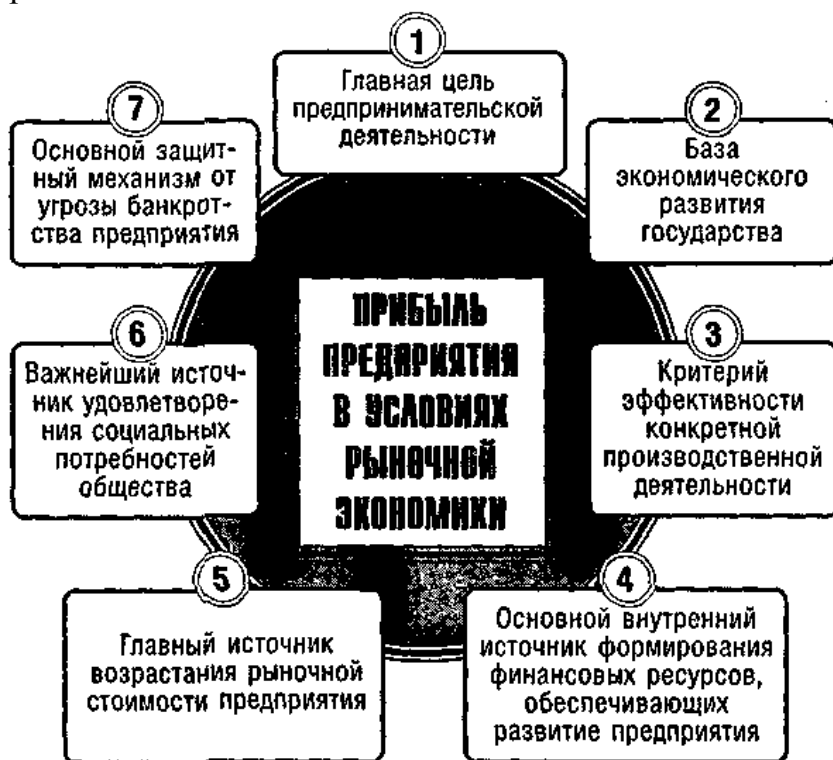 1
Главная цель
предпринимательской
деятельности
2
База
экономического
развития
государства
3
Критерий
эффективности
конкретной
производственной
деятельности
4
Основной внутренний
источник формирования
финансовых ресурсов,
обеспечивающих
развитие предприятия
5
Главный источник
возрастания рыночной
стоимости предприятия
6
Важнейший источ-
ник удовлетворе-
ния социальных
потребностей
общества
7
Основной защит-
ный механизм от
угрозы банкрот-
ства предприятия
ПРИБЫЛЬ
ПРЕДПРИЯТИЯ
В УСЛОВИЯХ
РЫНОЧНОЙ
ЭКОНОМИКИ